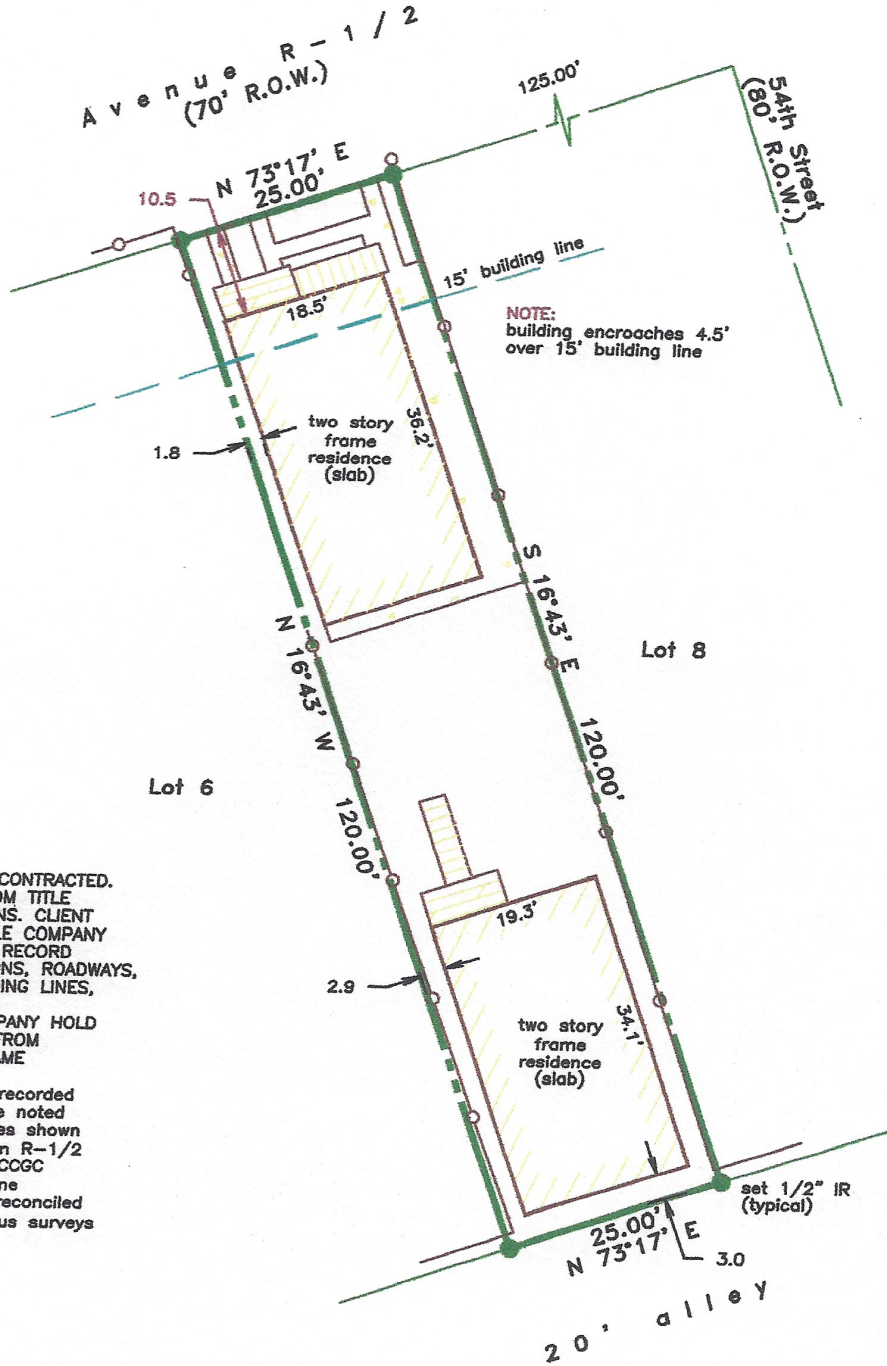 Avenue R-1/2
(70' R.O.W.)
125.00'
54th Street
(80' R.O.W.)
N 73°17' E
25.00'
10.5
15' building line
18.5'
NOTE:
building encroaches 4.5'
over 15' building line
two story
frame
residence
(slab)
36.2'
1.8
S 16°43' E
120.00'
N 16°43' W
120.00'
Lot 8
Lot 6
CONTRACTED.
OM TITLE
NS. CLIENT
LE COMPANY
RECORD
NS, ROADWAYS,
ING LINES,
PANY HOLD
FROM
AME
recorded
e noted
es shown
n R-1/2
CCGC
ne
reconciled
us surveys
19.3'
2.9
two story
frame
residence
(slab)
34.1'
set 1/2" IR
(typical)
25.00'
N 73°17' E
3.0
20' alley